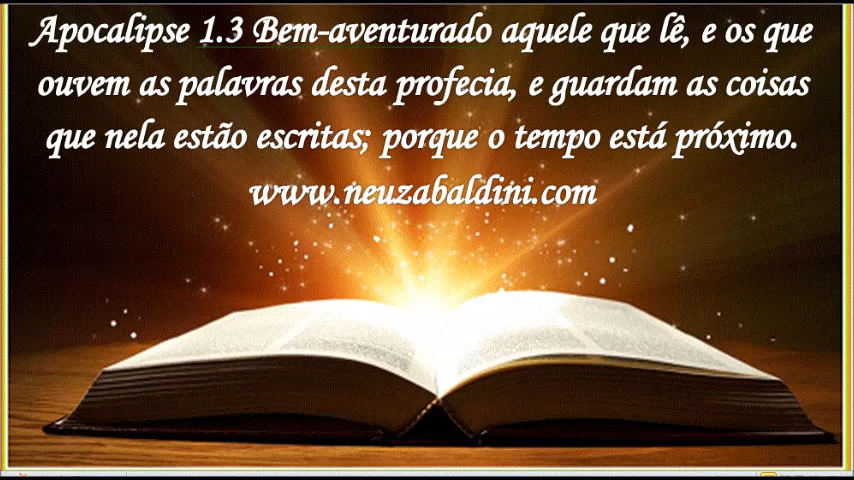 Apocalipse 1.3 Bem-aventurado aquele que lê, e os que
ouvem as palavras desta profecia, e guardam as coisas
que nela estão escritas; porque o tempo está próximo.
www.neuzabaldini.com